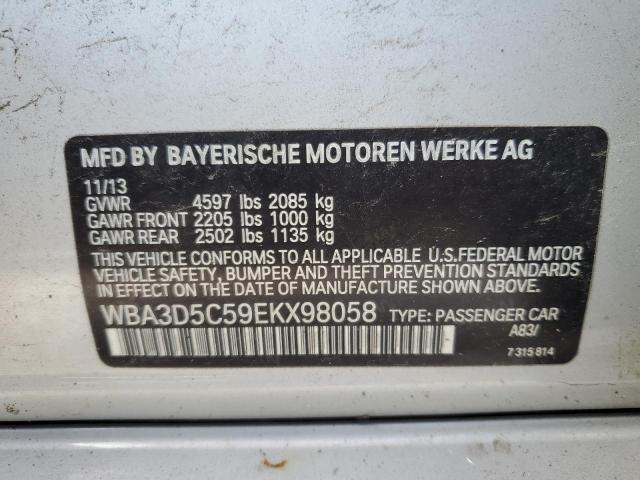 MFD BY BAYERISCHE MOTOREN WERKE AG
11/13
GVWR 4597 lbs 2085 kg
GAWR FRONT 2205 lbs 1000 kg
GAWR REAR 2502 lbs 1135 kg
THIS VEHICLE CONFORMS TO ALL APPLICABLE U.S.FEDERAL MOTOR
VEHICLE SAFETY, BUMPER AND THEFT PREVENTION STANDARDS
IN EFFECT ON THE DATE OF MANUFACTURE SHOWN ABOVE.
WBA3D5C59EKX98058 TYPE: PASSENGER CAR
A83/
7 315 814